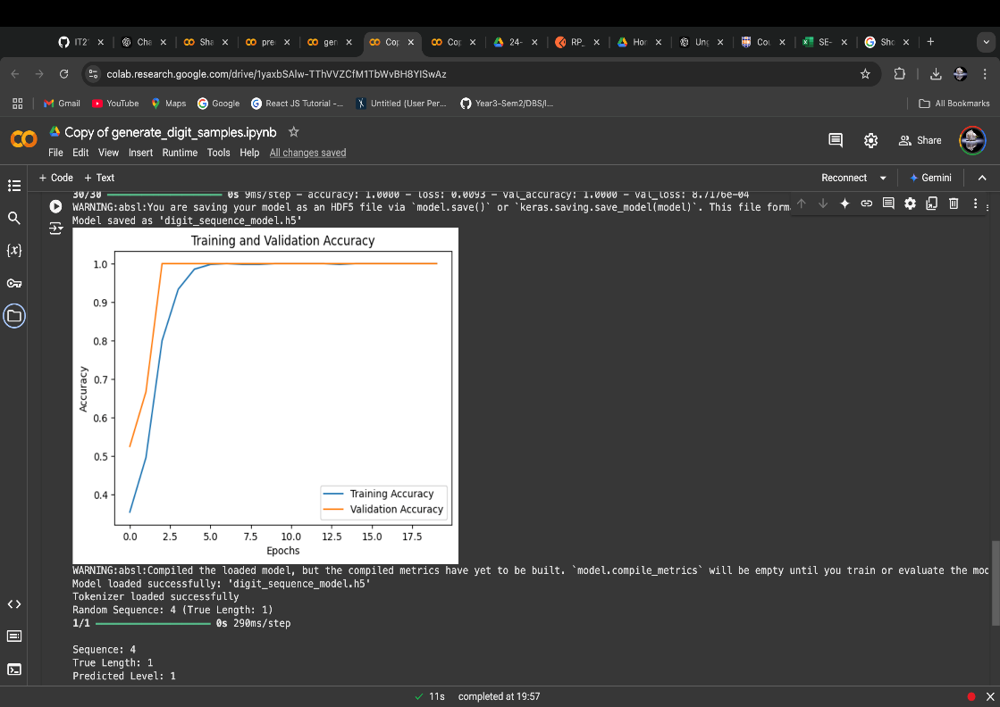 IT2'
Cha
Sha
pre
gen
Cop
Cop
24-
RP_
Hor
Cou
SE-
colab.research.google.com/drive/1yaxbSAlw-TThVVZCfM1TbWvBH8YlSwAz
Gmail YouTube Maps Google React JS Tutorial -... Untitled (User Per... Year3-Sem2/DBS/l... All Bookmarks
Copy of generate_digit_samples.ipynb
Share
File Edit View Insert Runtime Tools Help All changes saved
+ Code + Text Reconnect Gemini
30/30 0s 9ms/step - accuracy: 1.0000 - loss: 0.0093 - val_accuracy: 1.0000 - val_loss: 8.7176e-04
WARNING:absl:You are saving your model as an HDF5 file via `model.save()` or `keras.saving.save_model(model)`. This file form
Model saved as 'digit_sequence_model.h5'
Training and Validation Accuracy
1.0
0.9
0.8
0.7
0.6
0.5
0.4
Accuracy
Training Accuracy
Validation Accuracy
0.0 2.5 5.0 7.5 10.0 12.5 15.0 17.5
Epochs
WARNING:absl:Compiled the loaded model, but the compiled metrics have yet to be built. `model.compile_metrics` will be empty until you train or evaluate the mod
Model loaded successfully: 'digit_sequence_model.h5'
Tokenizer loaded successfully
Random Sequence: 4 (True Length: 1)
1/1 0s 290ms/step
Sequence: 4
True Length: 1
Predicted Level: 1
11s completed at 19:57